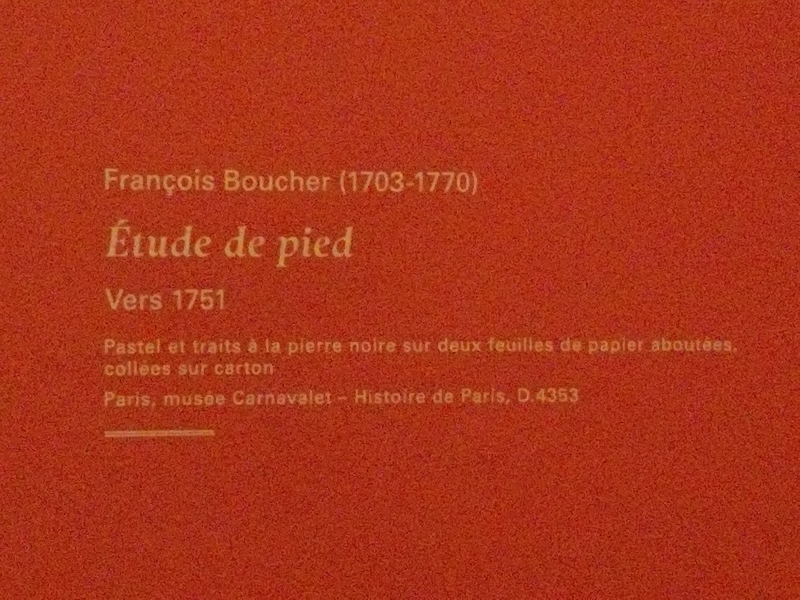 François Boucher (1703-1770)
Étude de pied
Vers 1751
Pastel et traits à la pierre noire sur deux feuilles de papier aboutées,
collées sur carton
Paris, musée Carnavalet – Histoire de Paris, D.4353